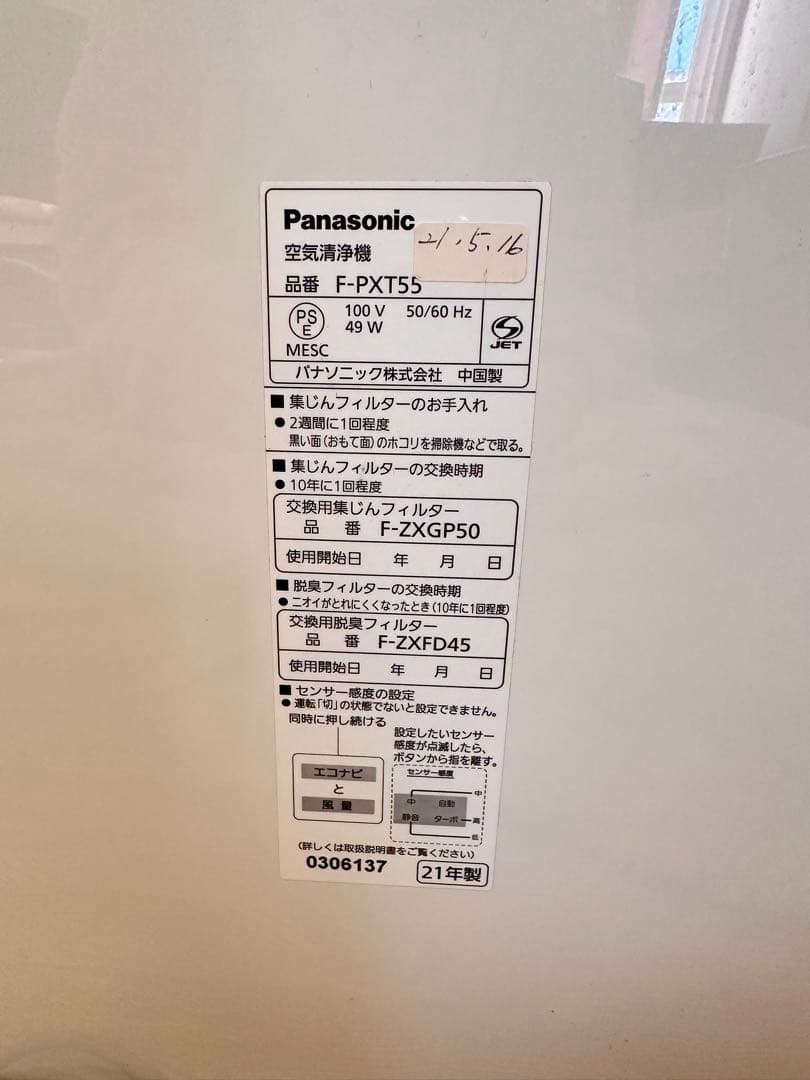 Panasonic
21.5.16
空気清浄機
品番 F-PXT55
PS
E
100 V 50/60 Hz
49 W
MESC
JET
パナソニック株式会社 中国製
■ 集じんフィルターのお手入れ
● 2週間に1回程度
黒い面(おもて面)のホコリを掃除機などで取る。
■ 集じんフィルターの交換時期
● 10年に1回程度
交換用集じんフィルター
品 番 F-ZXGP50
使用開始日 年 月 日
■ 脱臭フィルターの交換時期
● ニオイがとれにくくなったとき(10年に1回程度)
交換用脱臭フィルター
品 番 F-ZXFD45
使用開始日 年 月 日
■ センサー感度の設定
● 運転「切」の状態でないと設定できません。
同時に押し続ける
エコナビ
と
風量
設定したいセンサー
感度が点滅したら、
ボタンから指を離す。
センサー感度
中
中 自動
静音 ターボ 高
低
(詳しくは取扱説明書をご覧ください)
0306137
21年製